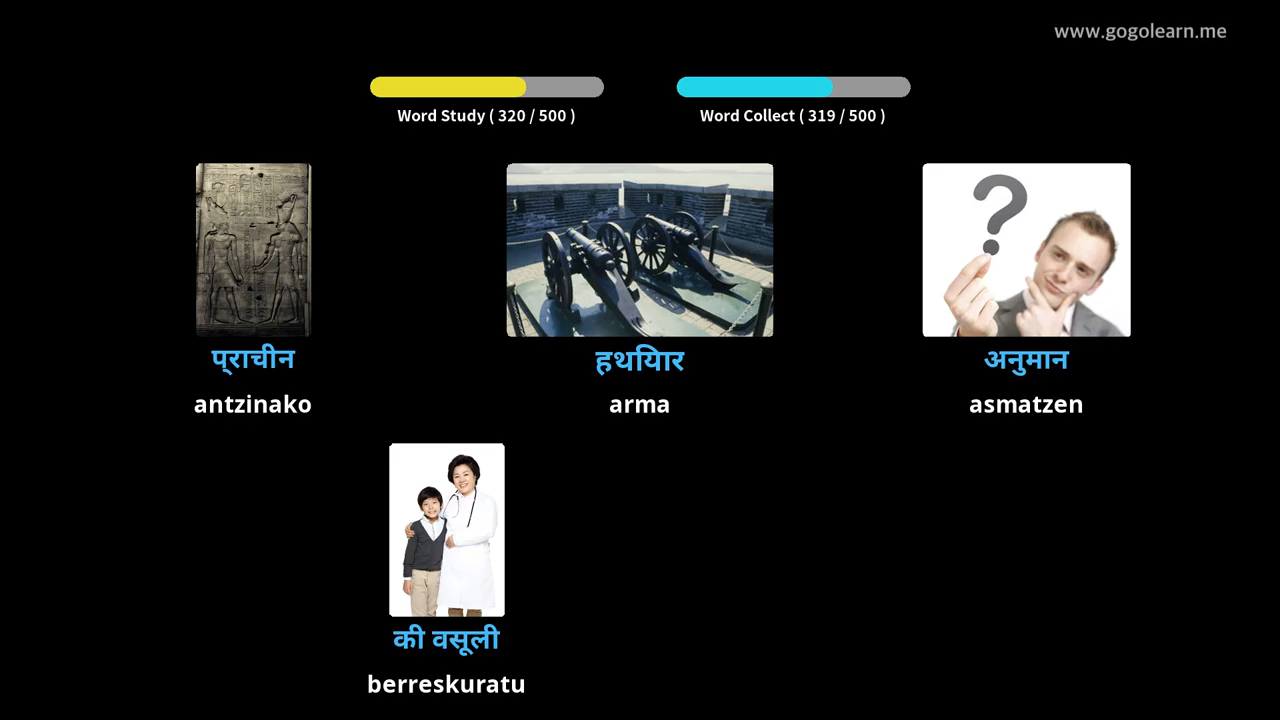 www.gogolearn.me
Word Study ( 320 / 500 )
Word Collect ( 319 / 500 )
प्राचीन
हथियार
अनुमान
antzinako
arma
asmatzen
की वसूली
berreskuratu